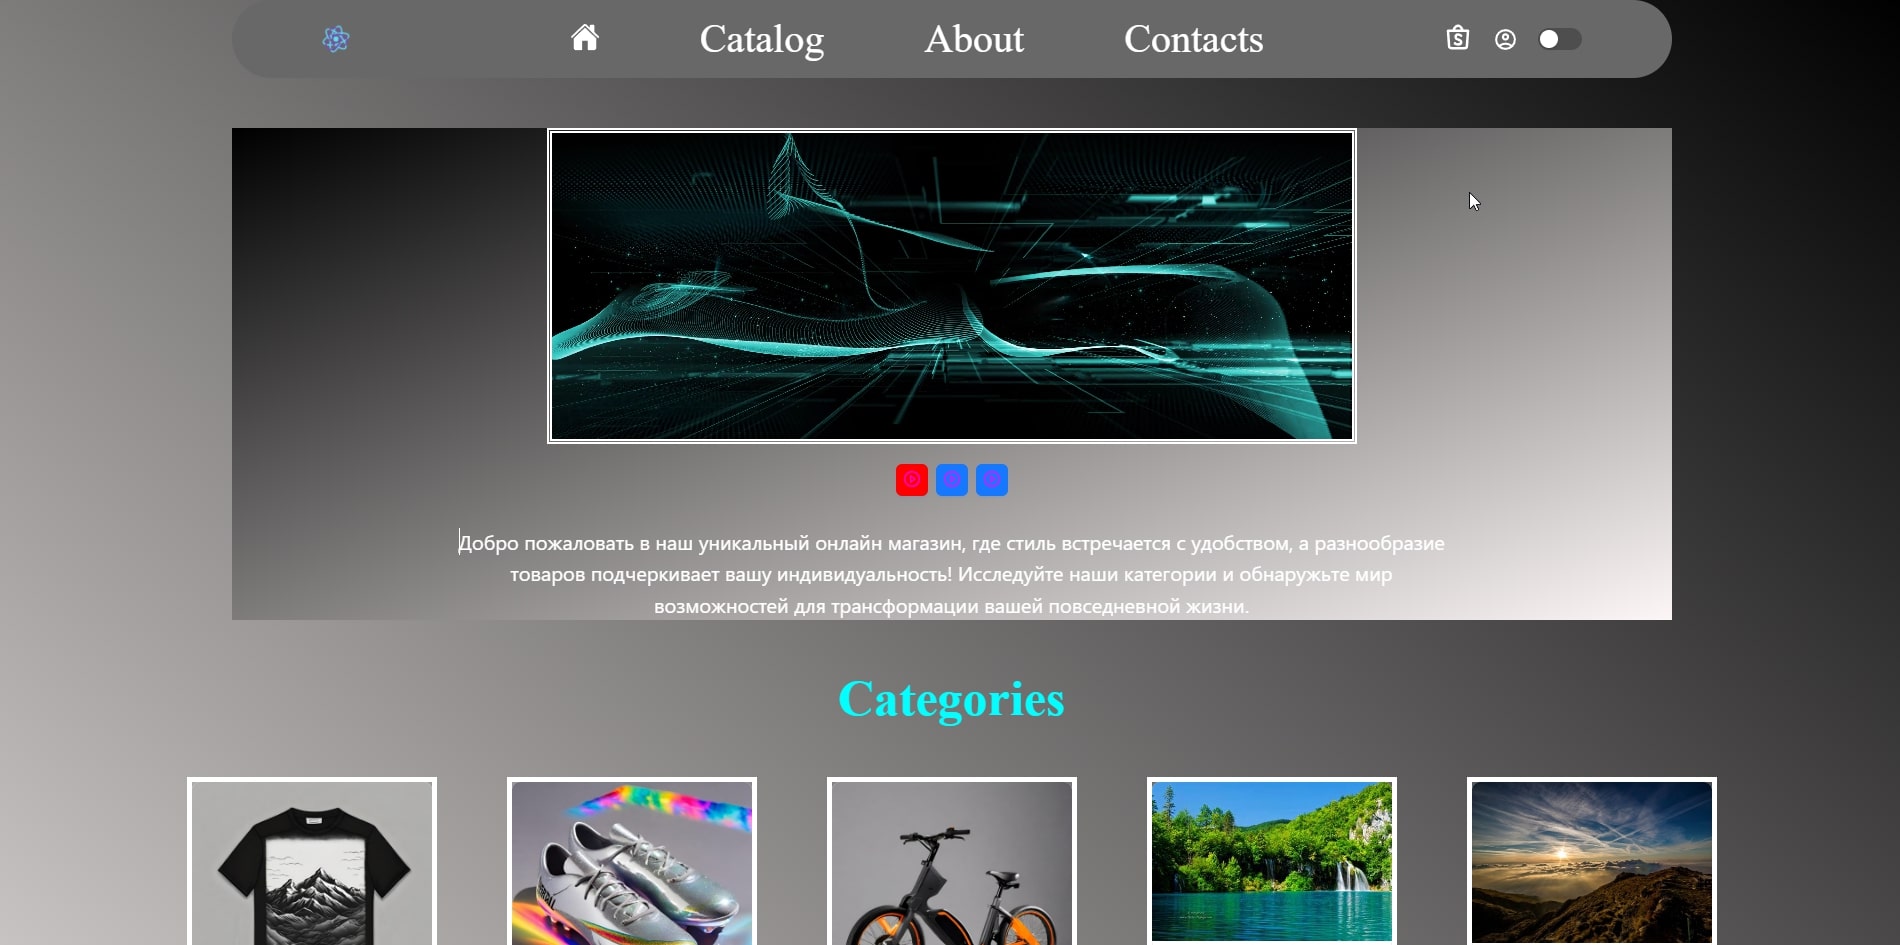 Catalog
About
Contacts
Добро пожаловать в наш уникальный онлайн магазин, где стиль встречается с удобством, а разнообразие
товаров подчеркивает вашу индивидуальность! Исследуйте наши категории и обнаружьте мир
возможностей для трансформации вашей повседневной жизни.
Categories